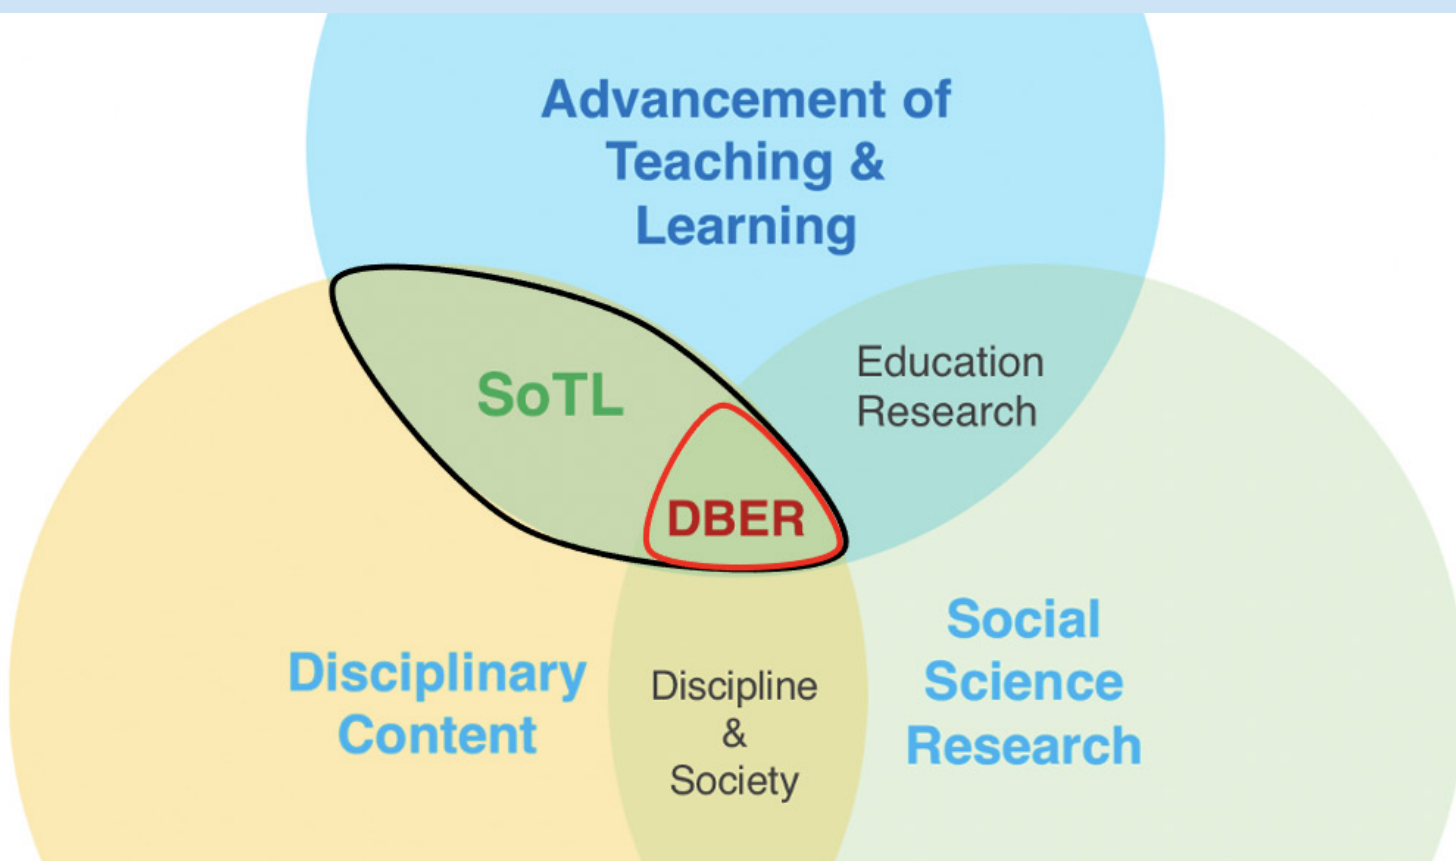 Advancement of
Teaching &
Learning
SoTL
Education
Research
DBER
Disciplinary
Content
Discipline
&
Society
Social
Science
Research